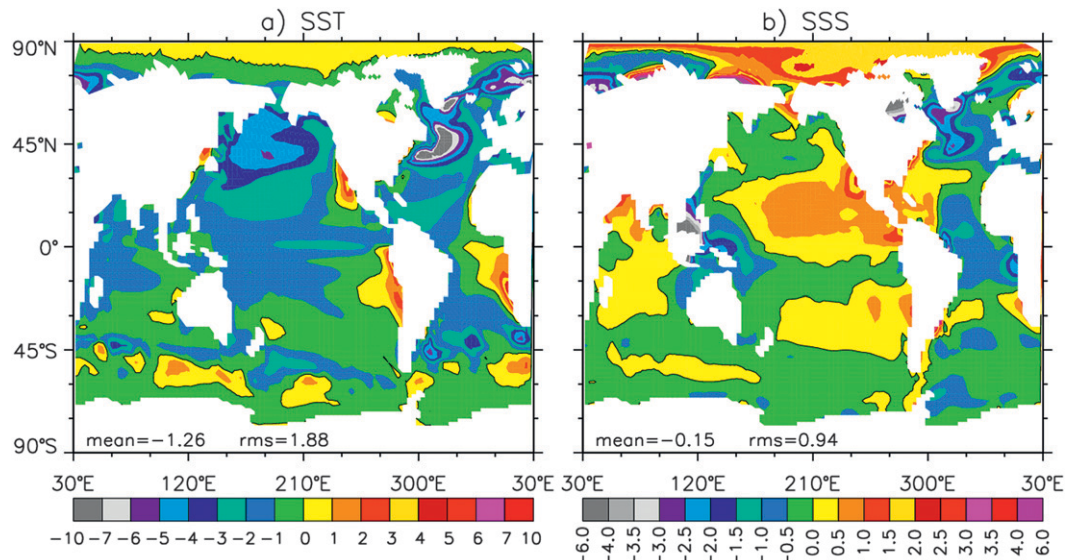 a) SST
b) SSS
90°N
45°N
0°
45°S
90°S
mean=−1.26 rms=1.88
mean=−0.15 rms=0.94
30°E 120°E 210°E 300°E 30°E
30°E 120°E 210°E 300°E 30°E
−10 −7 −6 −5 −4 −3 −2 −1 0 1 2 3 4 5 6 7 10
−6.0 −4.0 −3.5 −3.0 −2.5 −2.0 −1.5 −1.0 −0.5 0.0 0.5 1.0 1.5 2.0 2.5 3.0 3.5 4.0 6.0